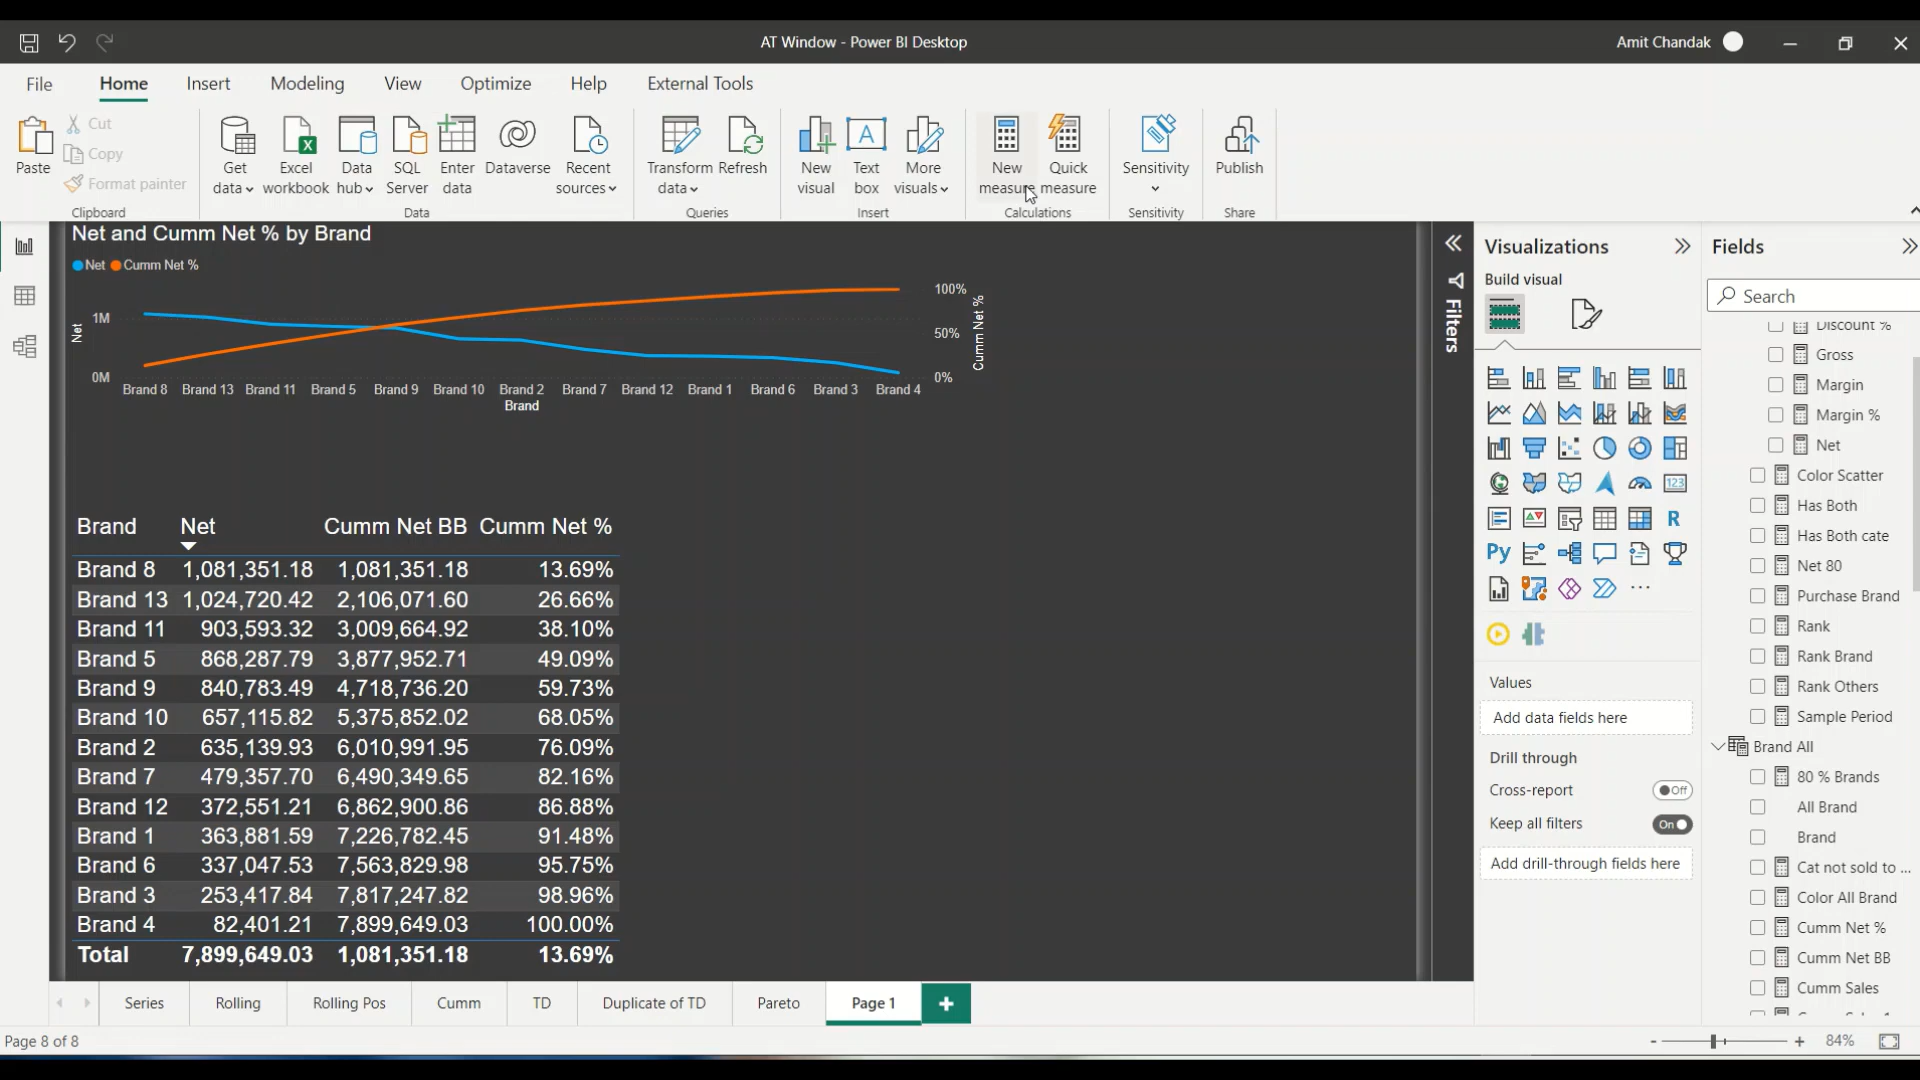 AT Window - Power BI Desktop
Amit Chandak
File Home Insert Modeling View Optimize Help External Tools
Paste
Cut
Copy
Format painter
Clipboard
Get data
Excel workbook
Data hub
SQL Server
Enter data
Dataverse
Recent sources
Data
Transform data
Refresh
Queries
New visual
Text box
More visuals
Insert
New measure
Quick measure
Calculations
Sensitivity
Sensitivity
Publish
Share
Net and Cumm Net % by Brand
Net Cumm Net %
Net
1M
0M
100%
50%
0%
Cumm Net %
Brand 8 Brand 13 Brand 11 Brand 5 Brand 9 Brand 10 Brand 2 Brand 7 Brand 12 Brand 1 Brand 6 Brand 3 Brand 4
Brand
Brand Net Cumm Net BB Cumm Net %
Brand 8 1,081,351.18 1,081,351.18 13.69%
Brand 13 1,024,720.42 2,106,071.60 26.66%
Brand 11 903,593.32 3,009,664.92 38.10%
Brand 5 868,287.79 3,877,952.71 49.09%
Brand 9 840,783.49 4,718,736.20 59.73%
Brand 10 657,115.82 5,375,852.02 68.05%
Brand 2 635,139.93 6,010,991.95 76.09%
Brand 7 479,357.70 6,490,349.65 82.16%
Brand 12 372,551.21 6,862,900.86 86.88%
Brand 1 363,881.59 7,226,782.45 91.48%
Brand 6 337,047.53 7,563,829.98 95.75%
Brand 3 253,417.84 7,817,247.82 98.96%
Brand 4 82,401.21 7,899,649.03 100.00%
Total 7,899,649.03 1,081,351.18 13.69%
Filters
Visualizations
Build visual
123
R
Py
Values
Add data fields here
Drill through
Cross-report Off
Keep all filters On
Add drill-through fields here
Fields
Search
Discount %
Gross
Margin
Margin %
Net
Color Scatter
Has Both
Has Both cate
Net 80
Purchase Brand
Rank
Rank Brand
Rank Others
Sample Period
Brand All
80 % Brands
All Brand
Brand
Cat not sold to ...
Color All Brand
Cumm Net %
Cumm Net BB
Cumm Sales
Series Rolling Rolling Pos Cumm TD Duplicate of TD Pareto Page 1 +
Page 8 of 8
- + 84%